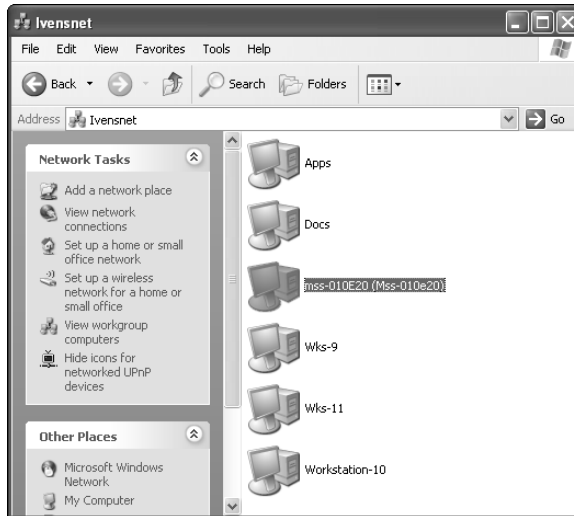 Ivensnet
File Edit View Favorites Tools Help
Back Search Folders
Address Ivensnet Go
Network Tasks
Add a network place
View network
connections
Set up a home or small
office network
Set up a wireless
network for a home or
small office
View workgroup
computers
Hide icons for
networked UPnP
devices
Other Places
Microsoft Windows
Network
My Computer
Apps
Docs
mss-010E20 (Mss-010e20)
Wks-9
Wks-11
Workstation-10